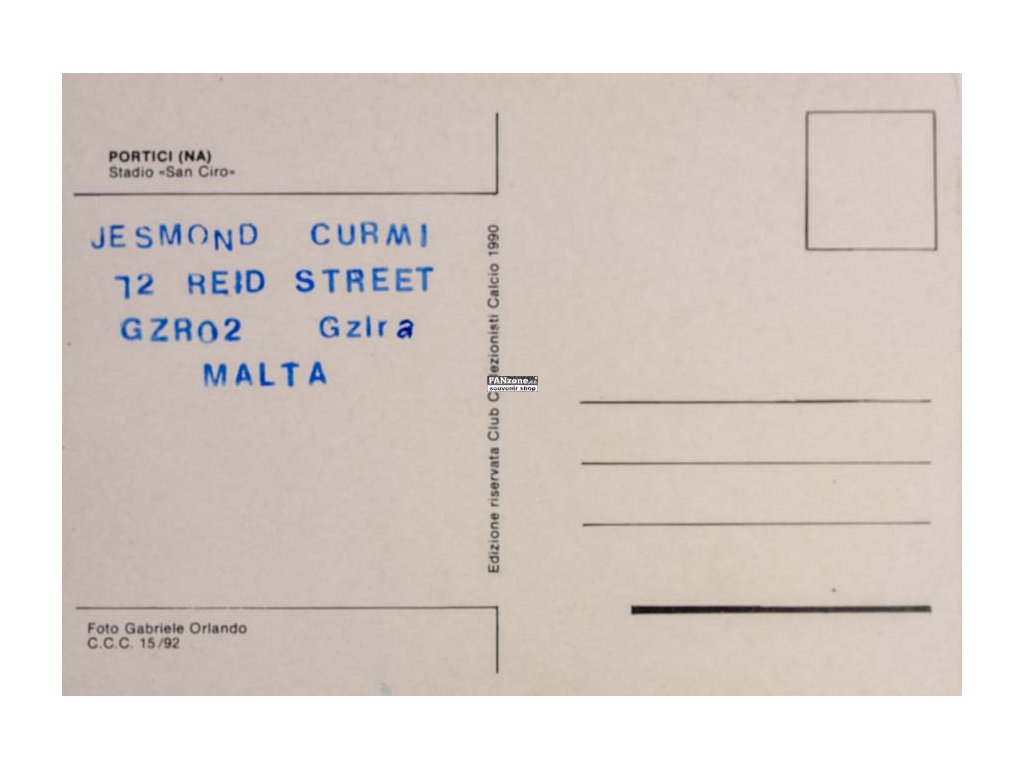 PORTICI (NA)
Stadio «San Ciro»
JESMOND CURMI
72 REID STREET
GZR02 Gzira
MALTA
Edizione riservata Club C ezionisti Calcio 1990
FANzone.cz
souvenir shop
Foto Gabriele Orlando
C.C.C. 15/92